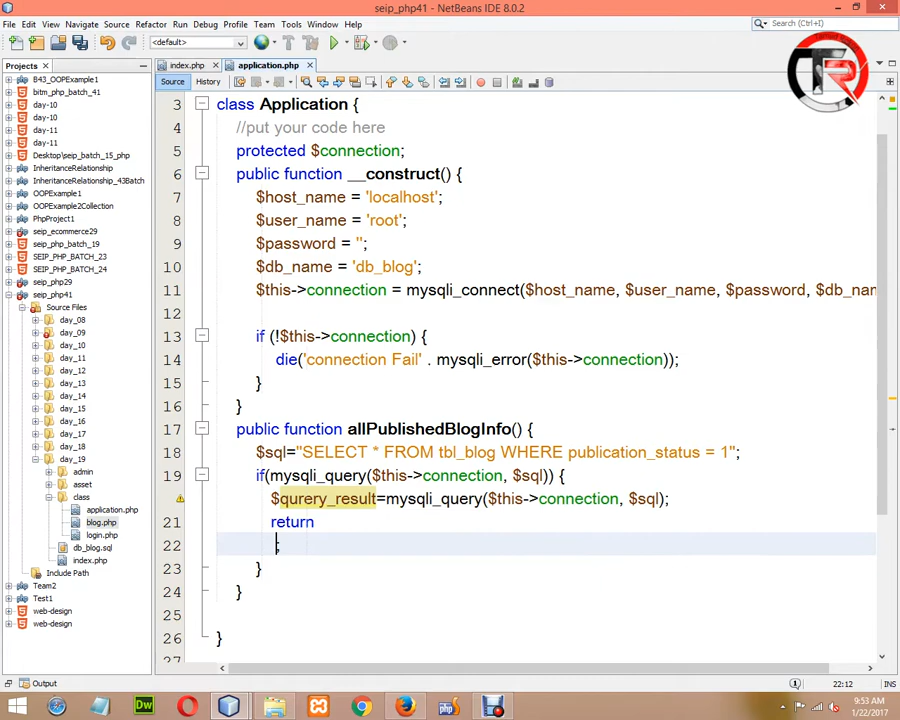 seip_php41 - NetBeans IDE 8.0.2
File Edit View Navigate Source Refactor Run Debug Profile Team Tools Window Help
Search (Ctrl+I)
<default>
Projects
index.php
application.php
Source History
B43_OOPExample1
bitm_php_batch_41
day-10
day-10
day-11
day-11
Desktop\seip_batch_15_php
InheritanceRelationship
InheritanceRelationship_43Batch
OOPExample1
OOPExample2Collection
PhpProject1
seip_ecommerce29
seip_php_batch_19
SEIP_PHP_BATCH_23
SEIP_PHP_BATCH_24
seip_php29
seip_php41
Source Files
day_08
day_09
day_10
day_11
day_12
day_13
day_14
day_15
day_16
day_17
day_18
day_19
admin
asset
class
application.php
blog.php
login.php
db_blog.sql
index.php
Include Path
Team2
Test1
web-design
web-design
3 class Application {
4 //put your code here
5 protected $connection;
6 public function __construct() {
7 $host_name = 'localhost';
8 $user_name = 'root';
9 $password = '';
10 $db_name = 'db_blog';
11 $this->connection = mysqli_connect($host_name, $user_name, $password, $db_nam
12
13 if (!$this->connection) {
14 die('connection Fail' . mysqli_error($this->connection));
15 }
16 }
17 public function allPublishedBlogInfo() {
18 $sql="SELECT * FROM tbl_blog WHERE publication_status = 1";
19 if(mysqli_query($this->connection, $sql)) {
$qurery_result=mysqli_query($this->connection, $sql);
21 return
22 ;
23 }
24 }
25
26 }
27
Output
22:12 INS
Dw
php
9:53 AM
1/22/2017